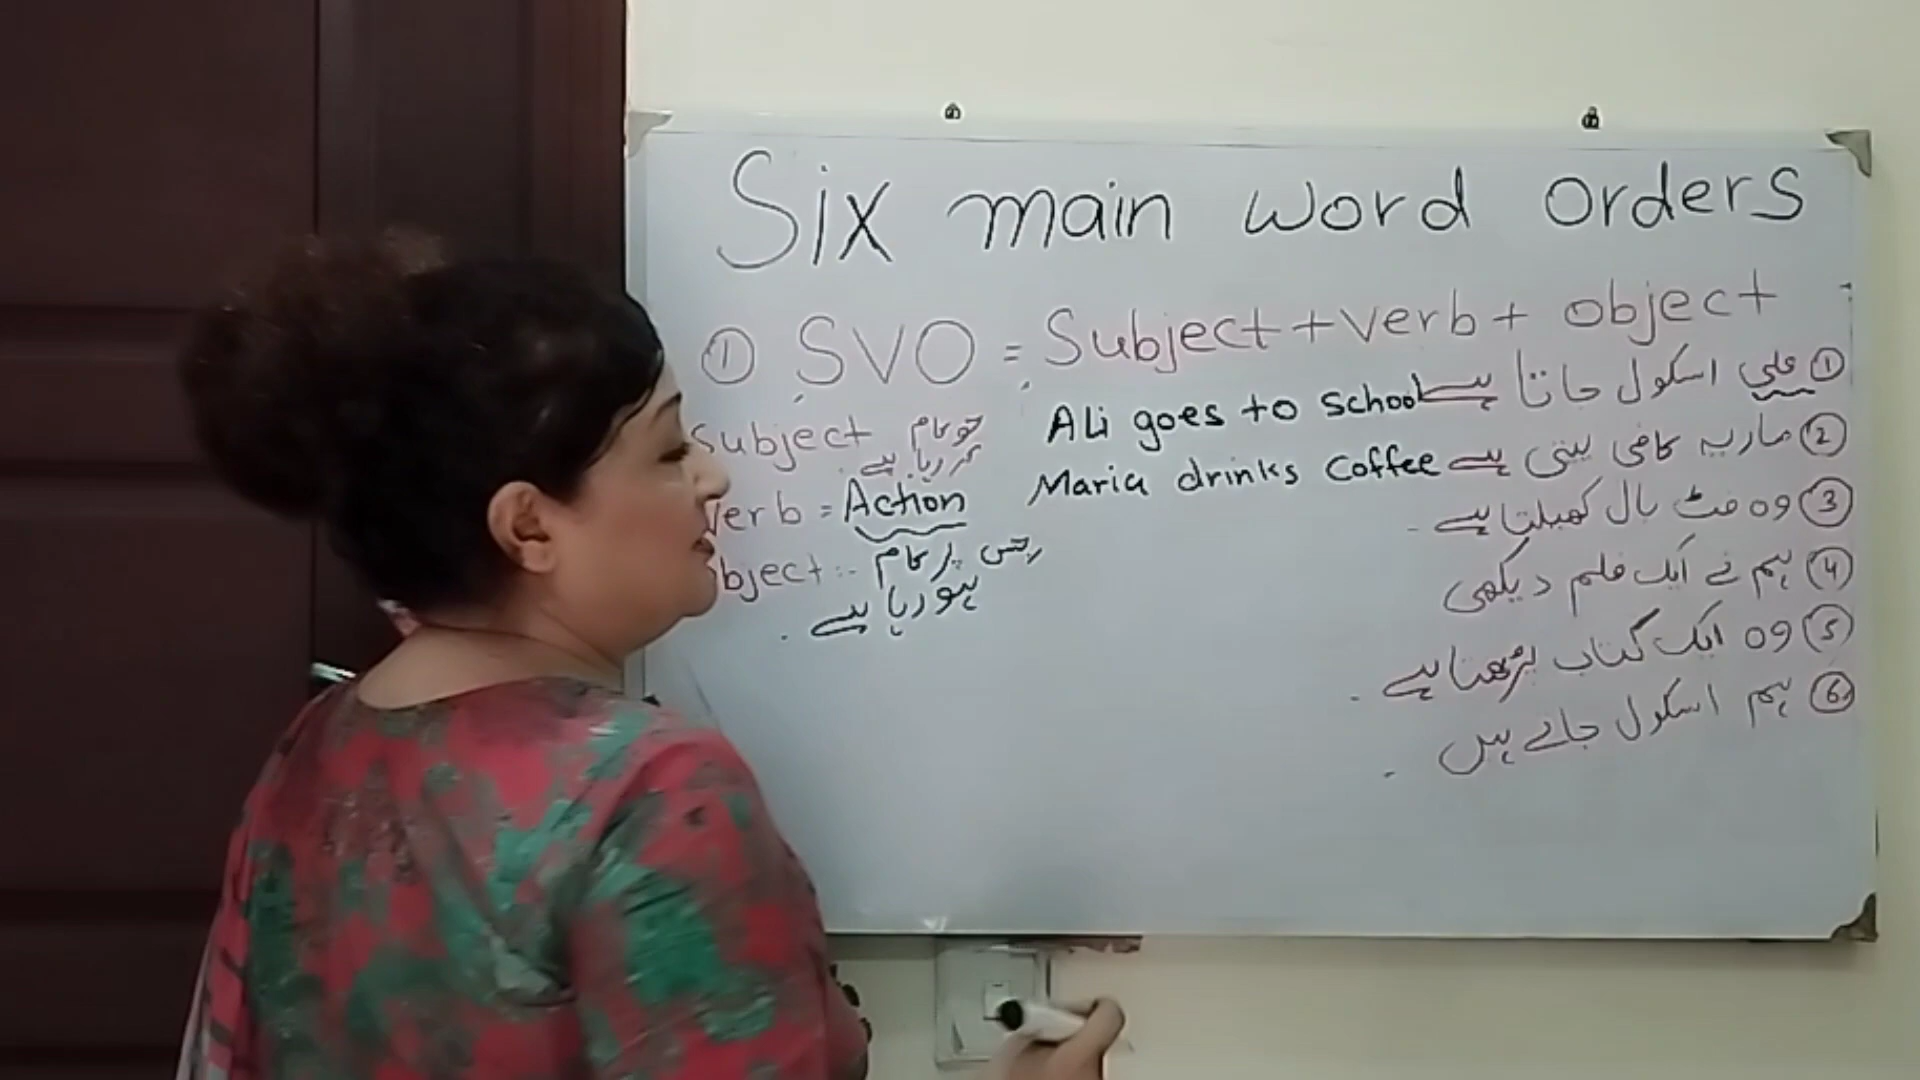 Six main word orders
① SVO = Subject + verb + object
Subject جو کام
کر رہا ہے .
Verb = Action
Object :- جس پر کام
ہو رہا ہے .
① علی اسکول جاتا ہے
Ali goes to school
② ماریہ کافی پیتی ہے
Maria drinks Coffee
③ وہ فٹ بال کھیلتا ہے .
④ ہم نے ایک فلم دیکھی
⑤ وہ ایک کتاب پڑھتا ہے .
⑥ ہم اسکول جاتے ہیں .